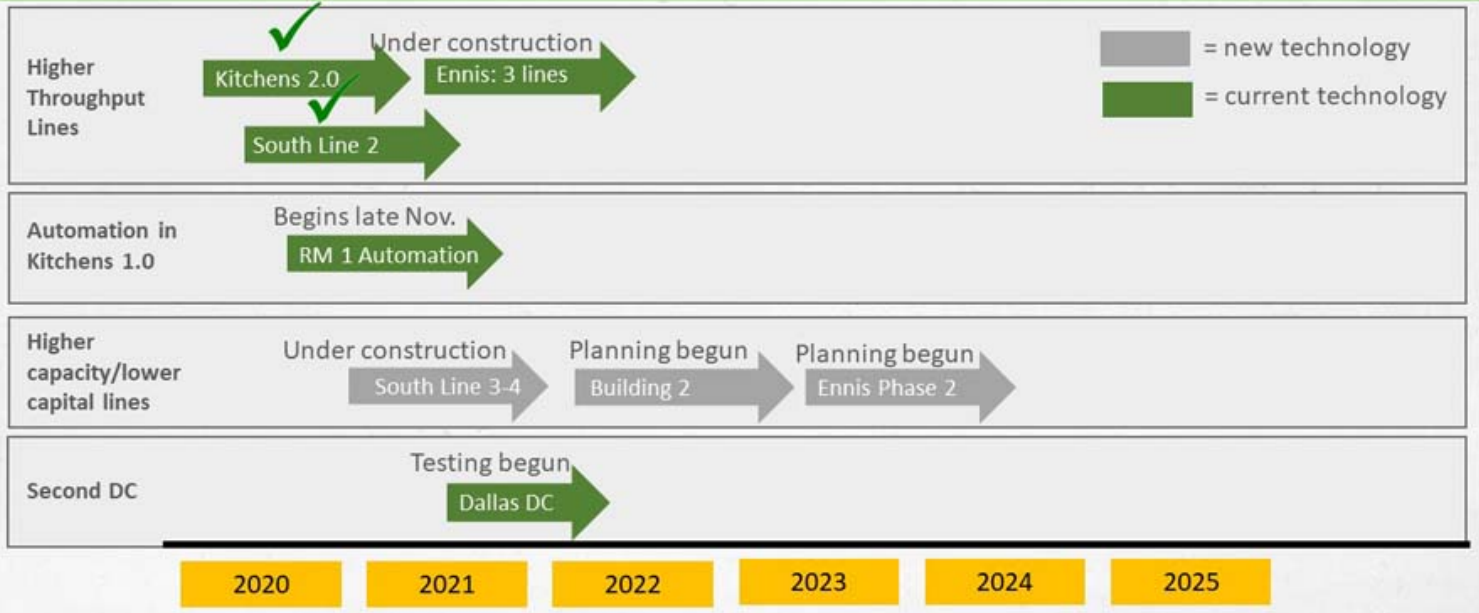 Higher
Throughput
Lines
Kitchens 2.0
Under construction
Ennis: 3 lines
South Line 2
= new technology
= current technology
Automation in
Kitchens 1.0
Begins late Nov.
RM 1 Automation
Higher
capacity/lower
capital lines
Under construction
South Line 3-4
Planning begun
Building 2
Planning begun
Ennis Phase 2
Second DC
Testing begun
Dallas DC
2020
2021
2022
2023
2024
2025